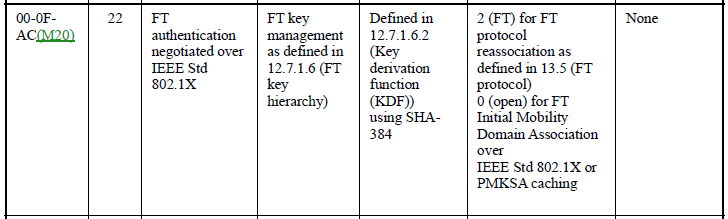 00-0F-
AC(M20)
22
FT
authentication
negotiated over
IEEE Std
802.1X
FT key
management
as defined in
12.7.1.6 (FT
key
hierarchy)
Defined in
12.7.1.6.2
(Key
derivation
function
(KDF))
using SHA-
384
2 (FT) for FT
protocol
reassociation as
defined in 13.5 (FT
protocol)
0 (open) for FT
Initial Mobility
Domain Association
over
IEEE Std 802.1X or
PMKSA caching
None